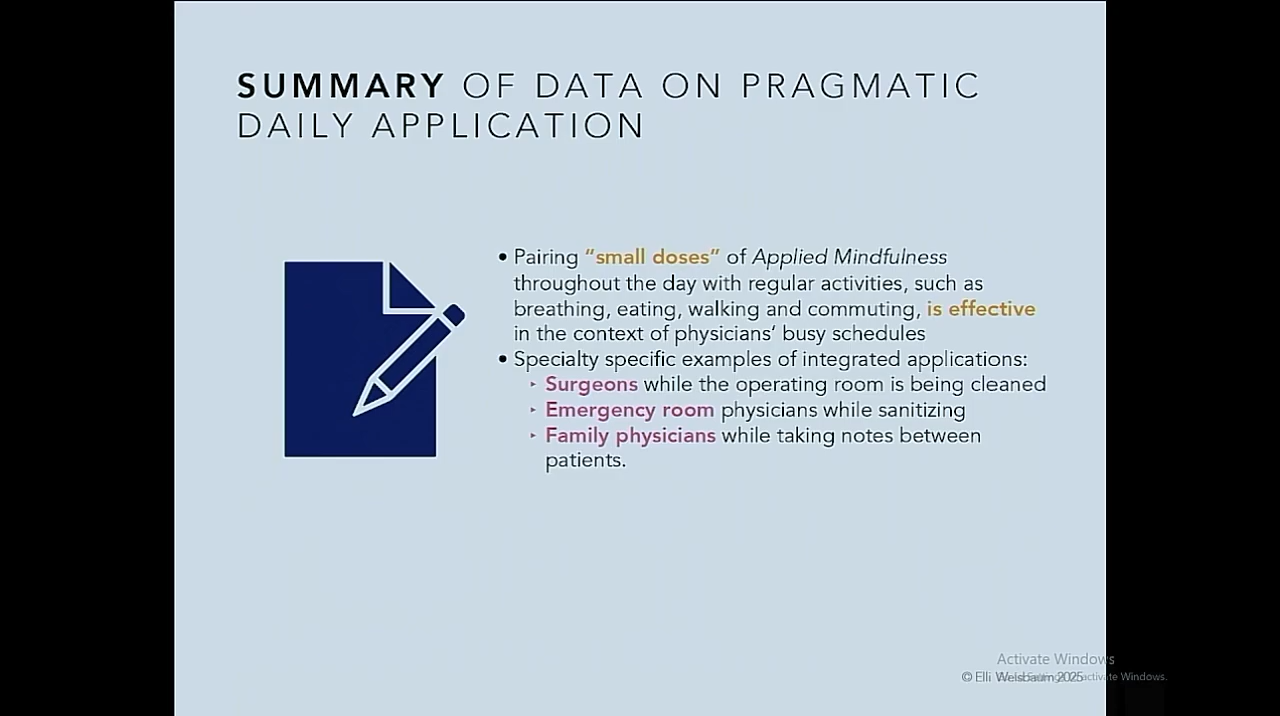 SUMMARY OF DATA ON PRAGMATIC
DAILY APPLICATION
• Pairing “small doses” of Applied Mindfulness
throughout the day with regular activities, such as
breathing, eating, walking and commuting, is effective
in the context of physicians’ busy schedules
• Specialty specific examples of integrated applications:
‣ Surgeons while the operating room is being cleaned
‣ Emergency room physicians while sanitizing
‣ Family physicians while taking notes between
patients.
Activate Windows
© Elli Weisbaum 2025
activate Windows.